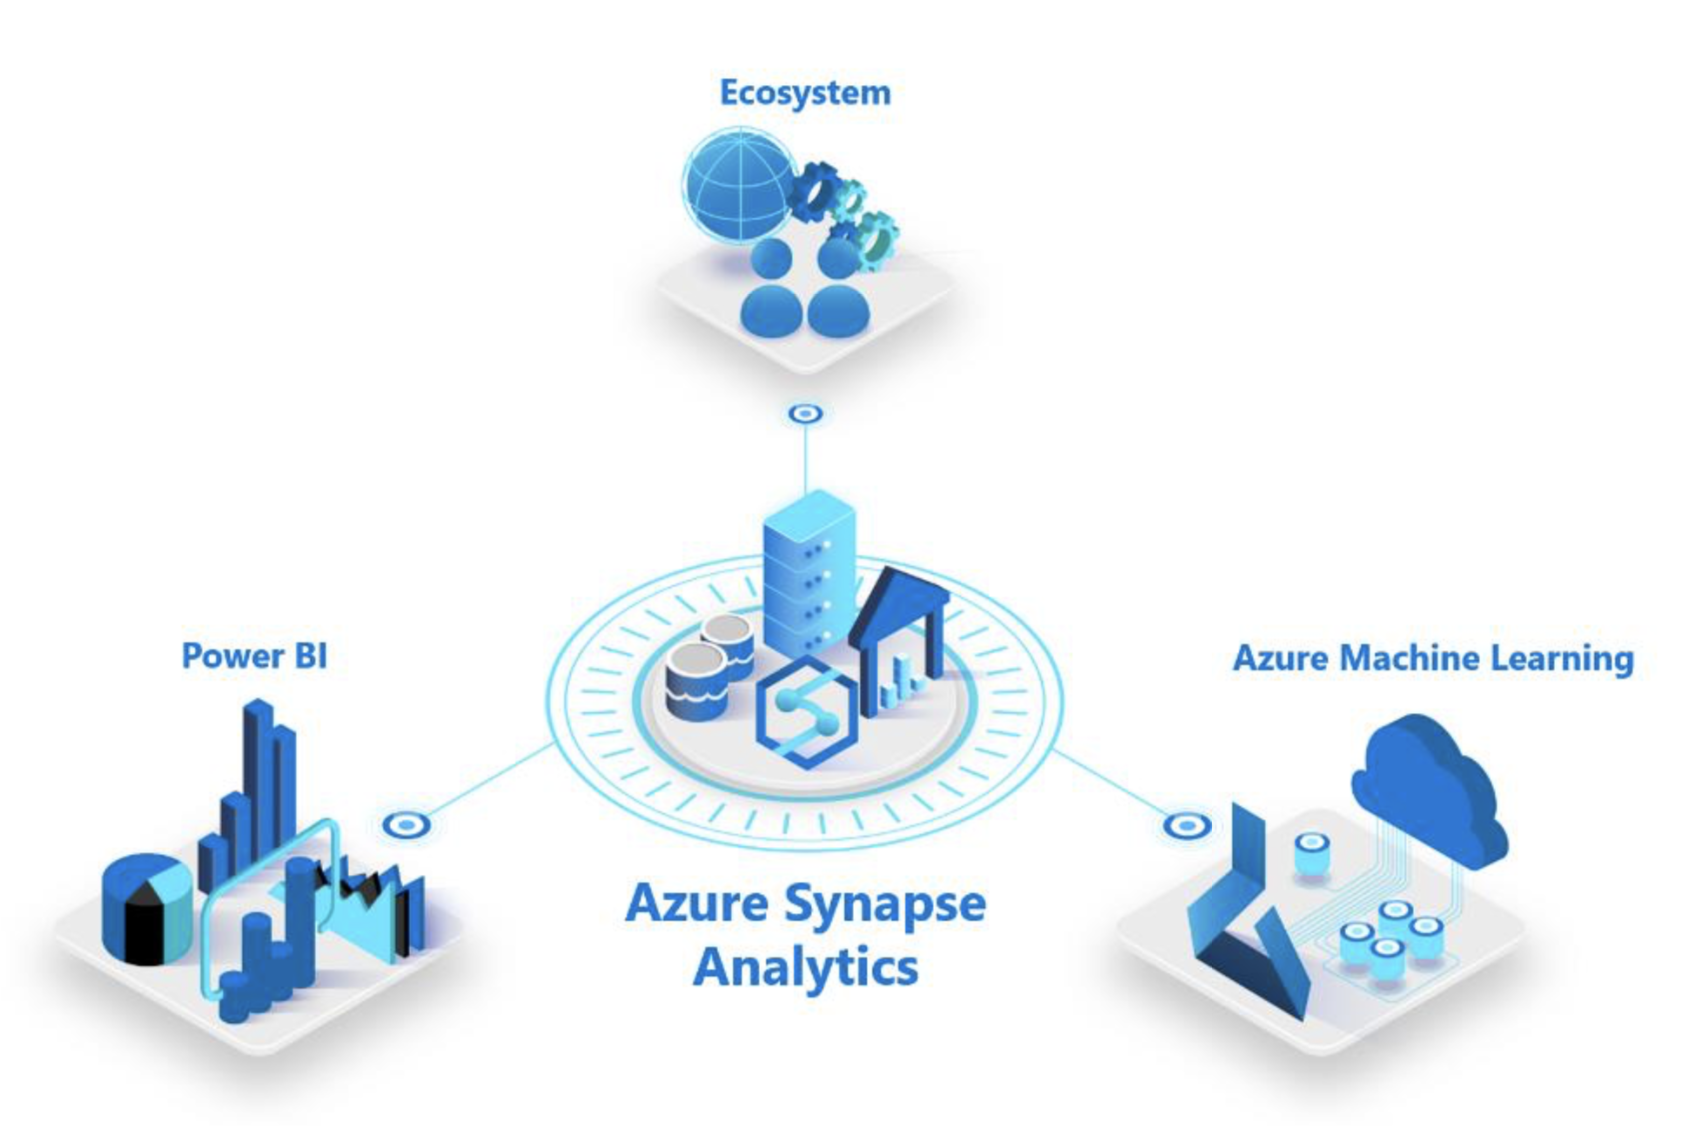 Ecosystem
Power BI
Azure Machine Learning
Azure Synapse
Analytics